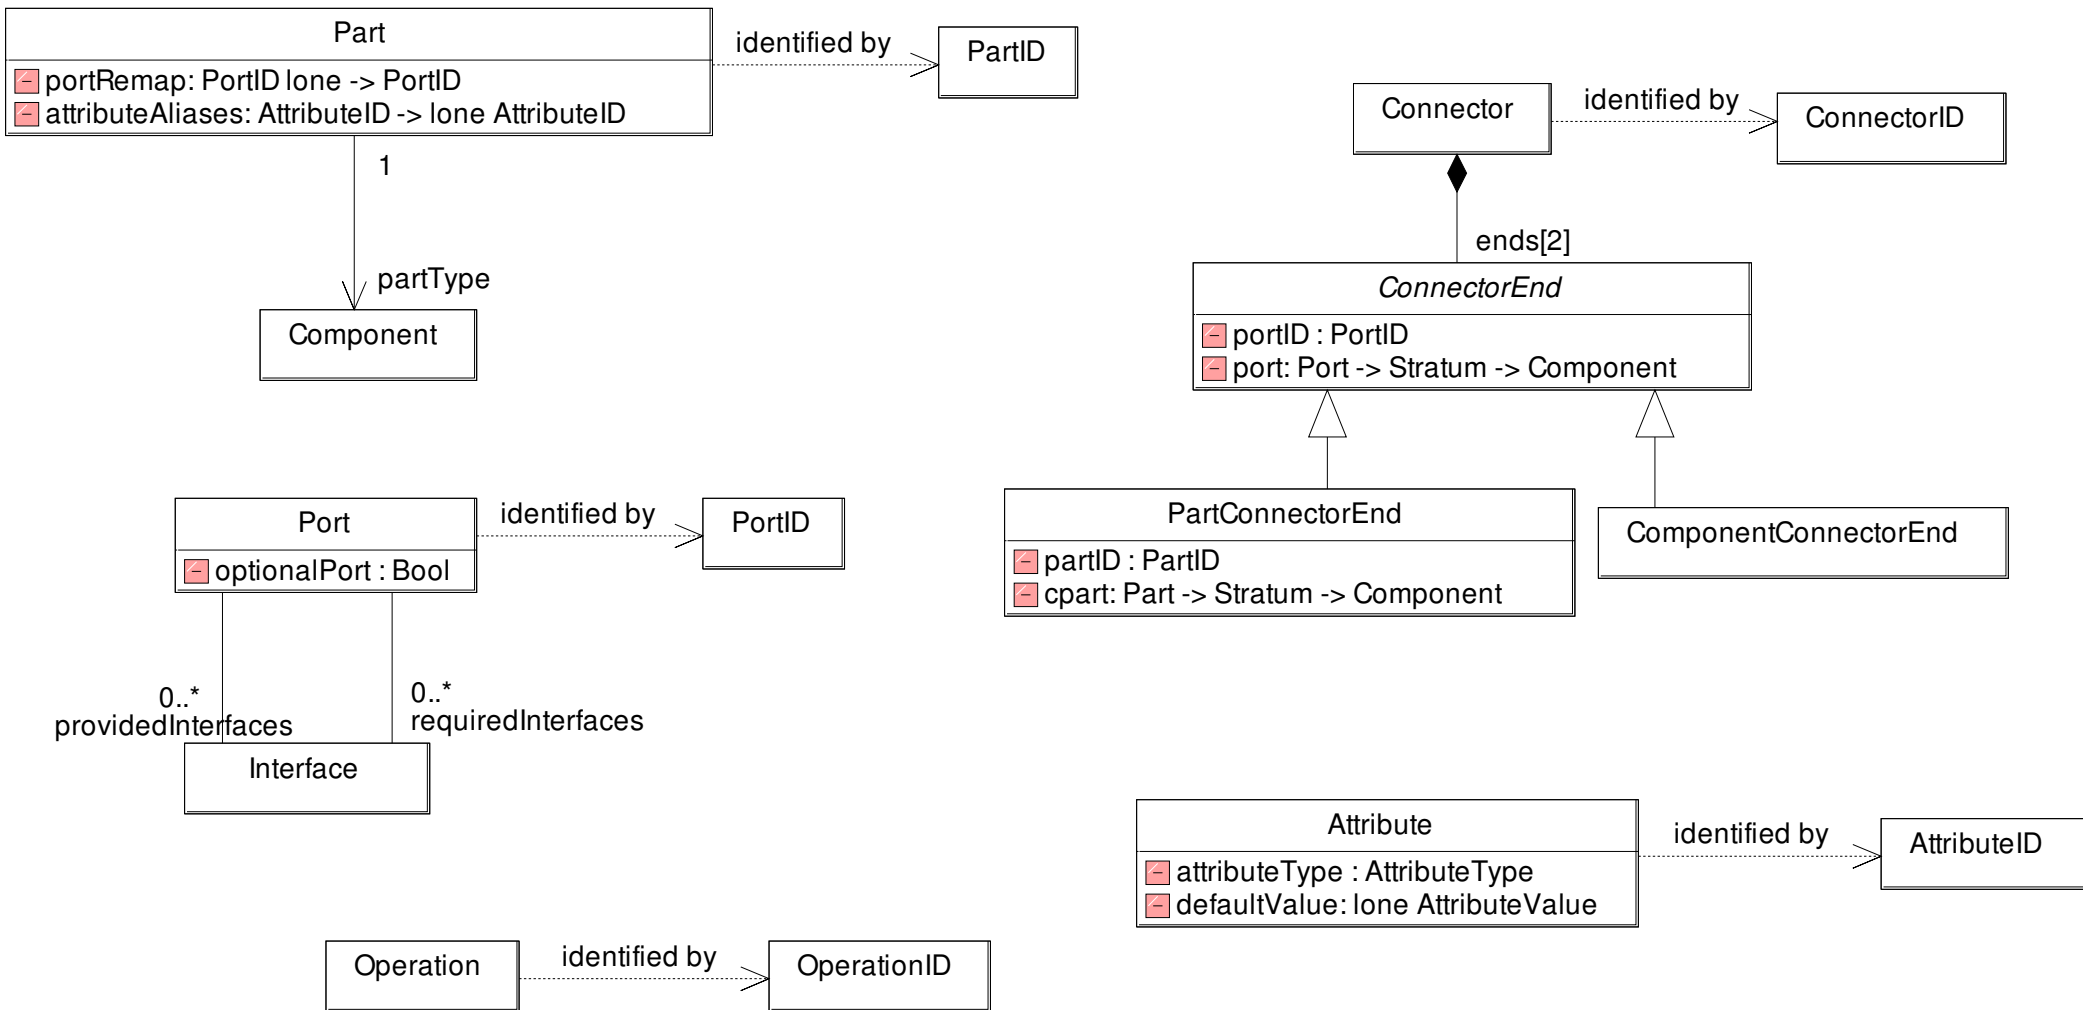 Part
portRemap: PortID lone -> PortID
attributeAliases: AttributeID -> lone AttributeID
identified by
PartID
1
partType
Component
Connector
identified by
ConnectorID
ends[2]
ConnectorEnd
portID : PortID
port: Port -> Stratum -> Component
PartConnectorEnd
partID : PartID
cpart: Part -> Stratum -> Component
ComponentConnectorEnd
Port
optionalPort : Bool
identified by
PortID
0..*
providedInterfaces
0..*
requiredInterfaces
Interface
Attribute
attributeType : AttributeType
defaultValue: lone AttributeValue
identified by
AttributeID
Operation
identified by
OperationID